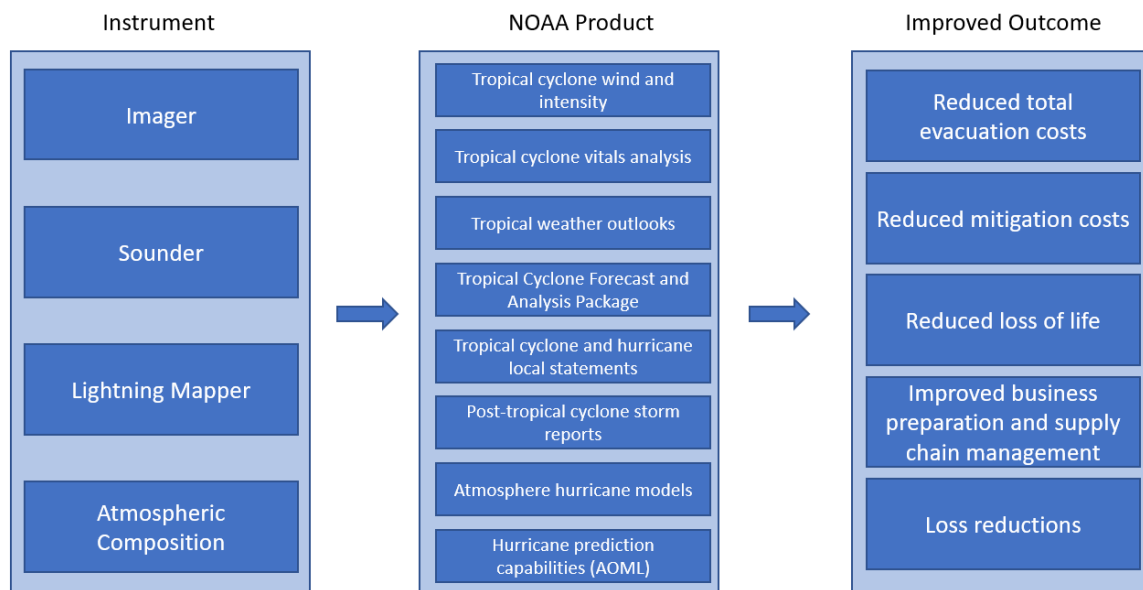 Instrument
Imager
Sounder
Lightning Mapper
Atmospheric
Composition
NOAA Product
Tropical cyclone wind and
intensity
Tropical cyclone vitals analysis
Tropical weather outlooks
Tropical Cyclone Forecast and
Analysis Package
Tropical cyclone and hurricane
local statements
Post-tropical cyclone storm
reports
Atmosphere hurricane models
Hurricane prediction
capabilities (AOML)
Improved Outcome
Reduced total
evacuation costs
Reduced mitigation costs
Reduced loss of life
Improved business
preparation and supply
chain management
Loss reductions